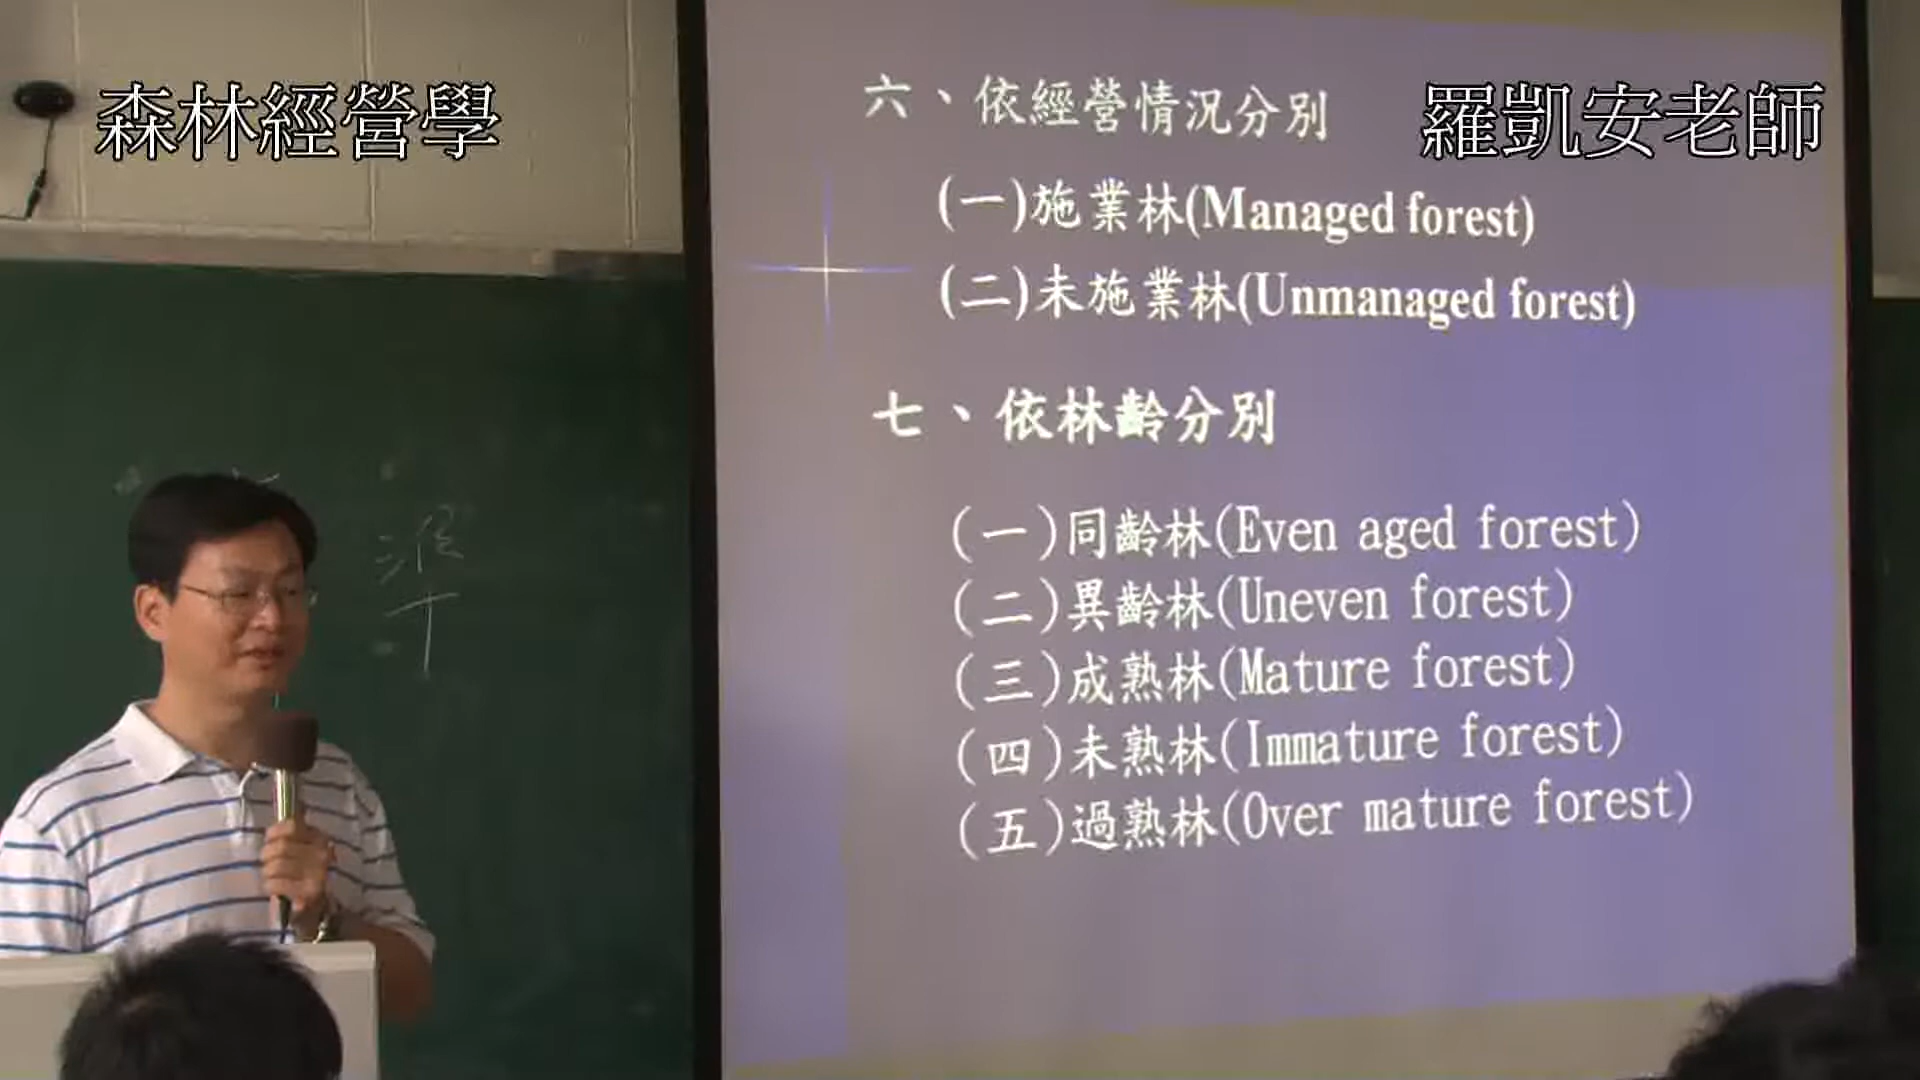 森林經營學
羅凱安老師
六、依經營情況分別
(一)施業林(Managed forest)
(二)未施業林(Unmanaged forest)
七、依林齡分別
(一)同齡林(Even aged forest)
(二)異齡林(Uneven forest)
(三)成熟林(Mature forest)
(四)未熟林(Immature forest)
(五)過熟林(Over mature forest)